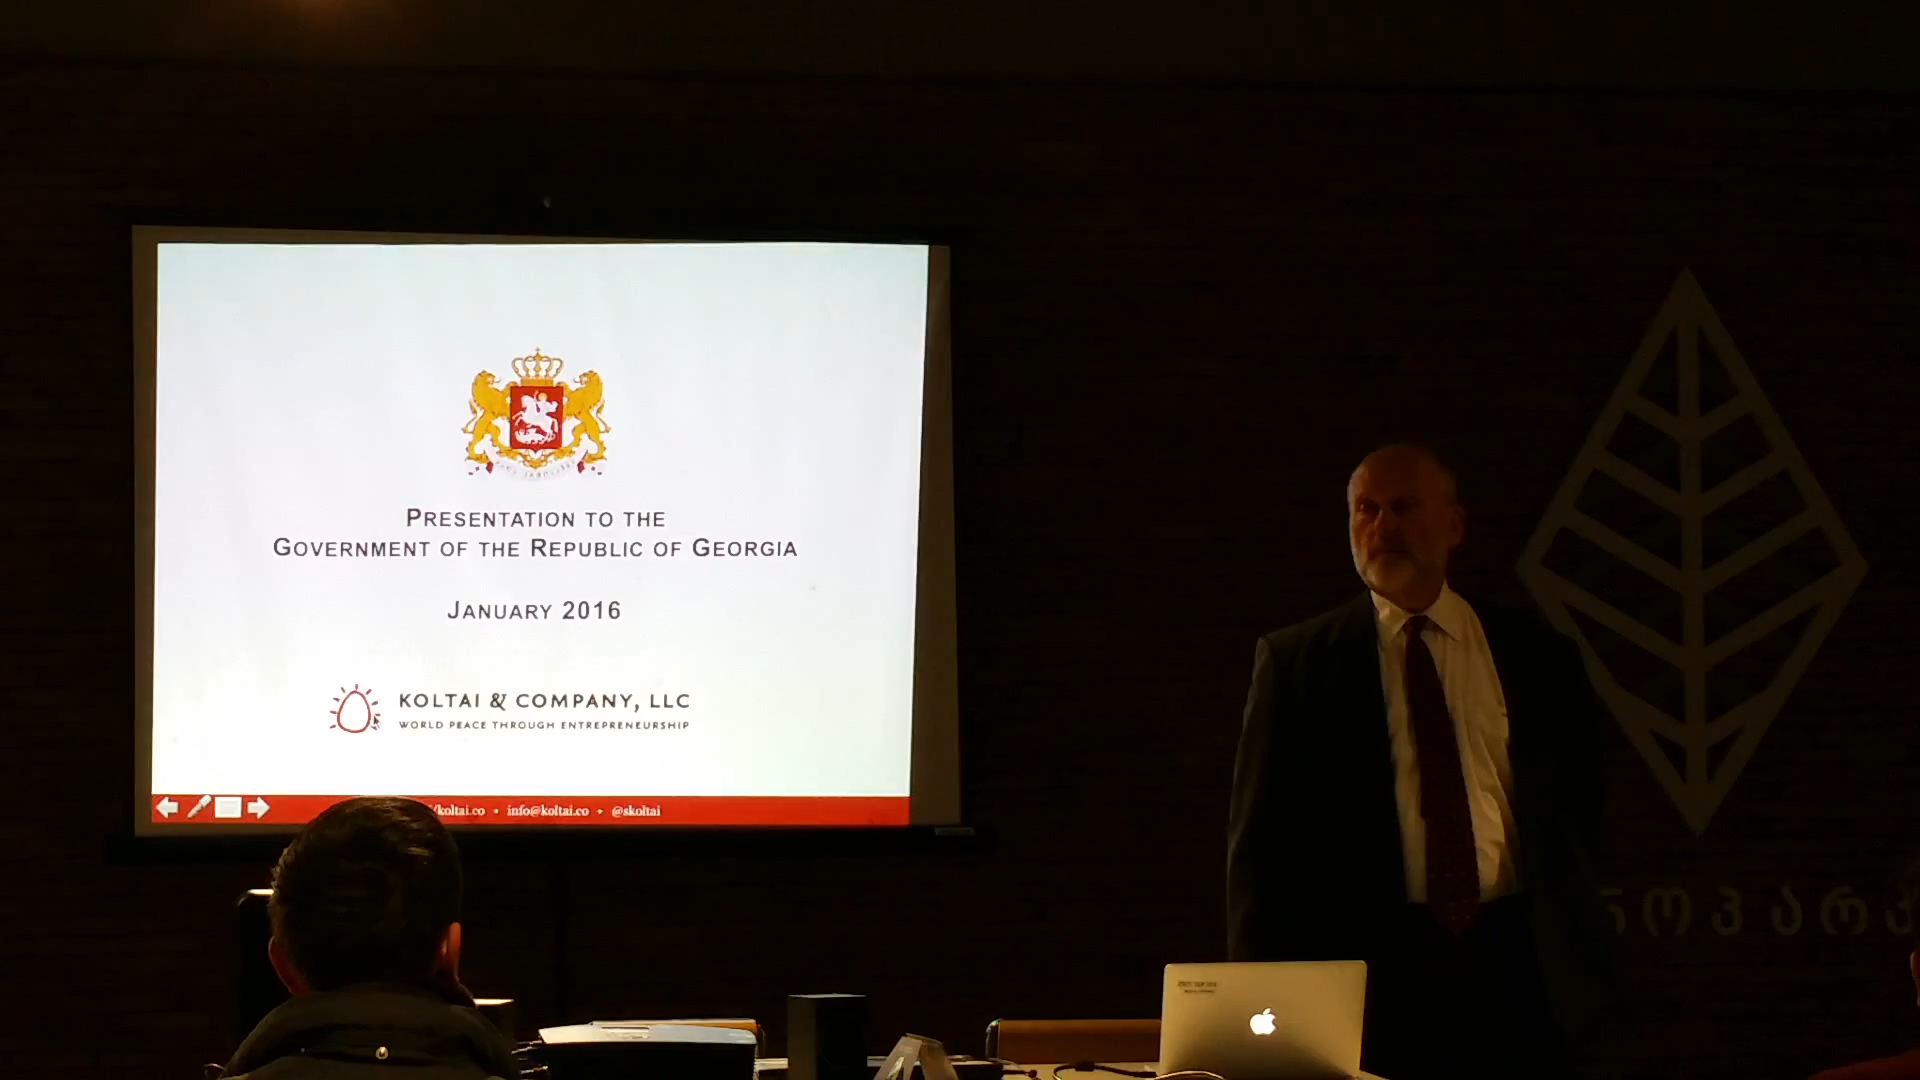 PRESENTATION TO THE
GOVERNMENT OF THE REPUBLIC OF GEORGIA
JANUARY 2016
KOLTAI & COMPANY, LLC
WORLD PEACE THROUGH ENTREPRENEURSHIP
/koltai.co • info@koltai.co • @skoltai
ნოპარკ